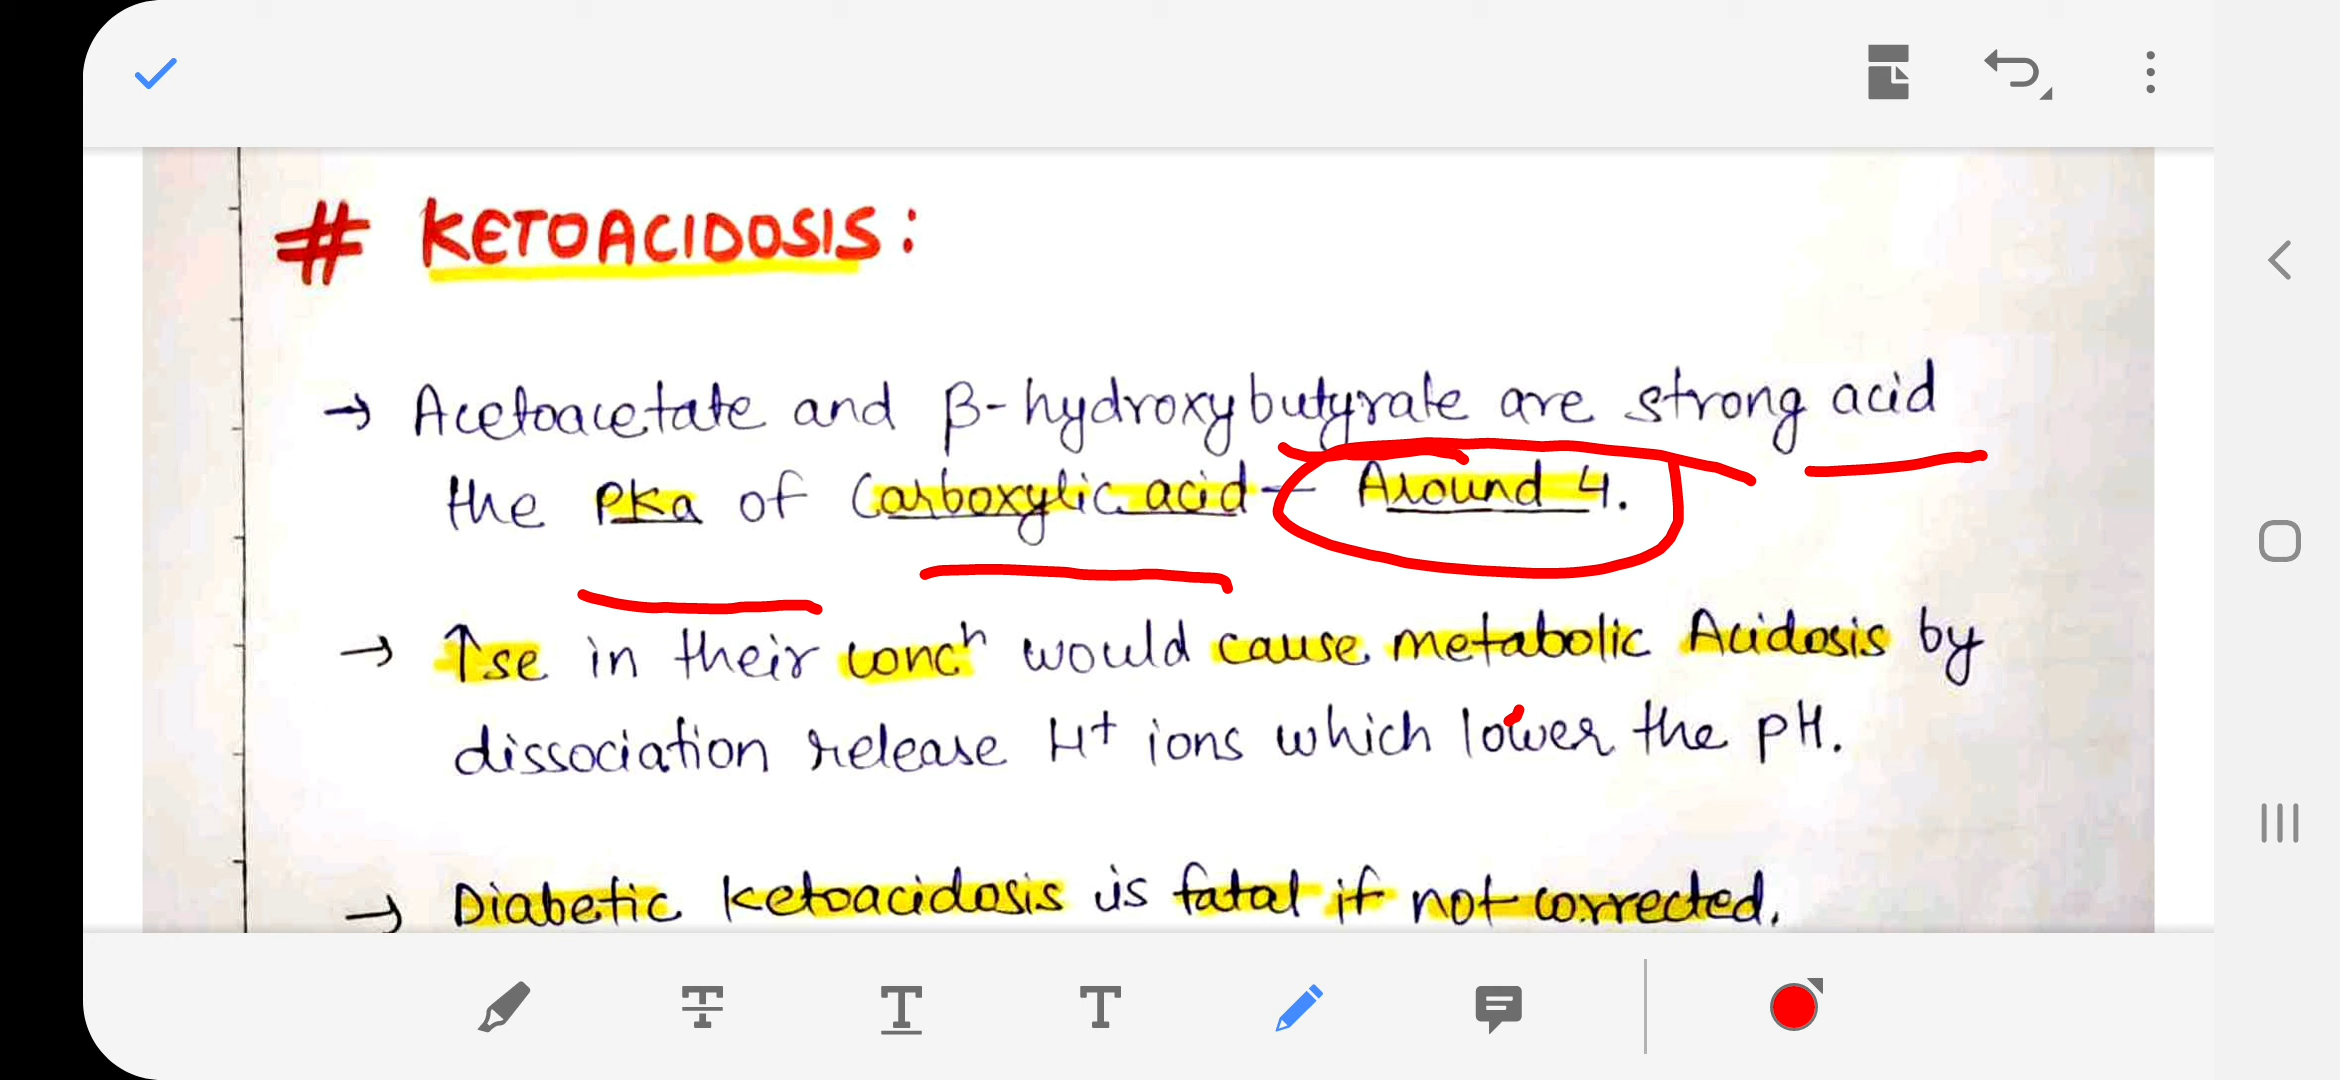 # KETOACIDOSIS:
→ Acetoacetate and β-hydroxybutyrate are strong acid
the PKa of Carboxylic acid - Around 4.
→ ↑se in their concⁿ would cause metabolic Acidosis by
dissociation release H⁺ ions which lower the pH.
→ Diabetic ketoacidosis is fatal if not corrected.